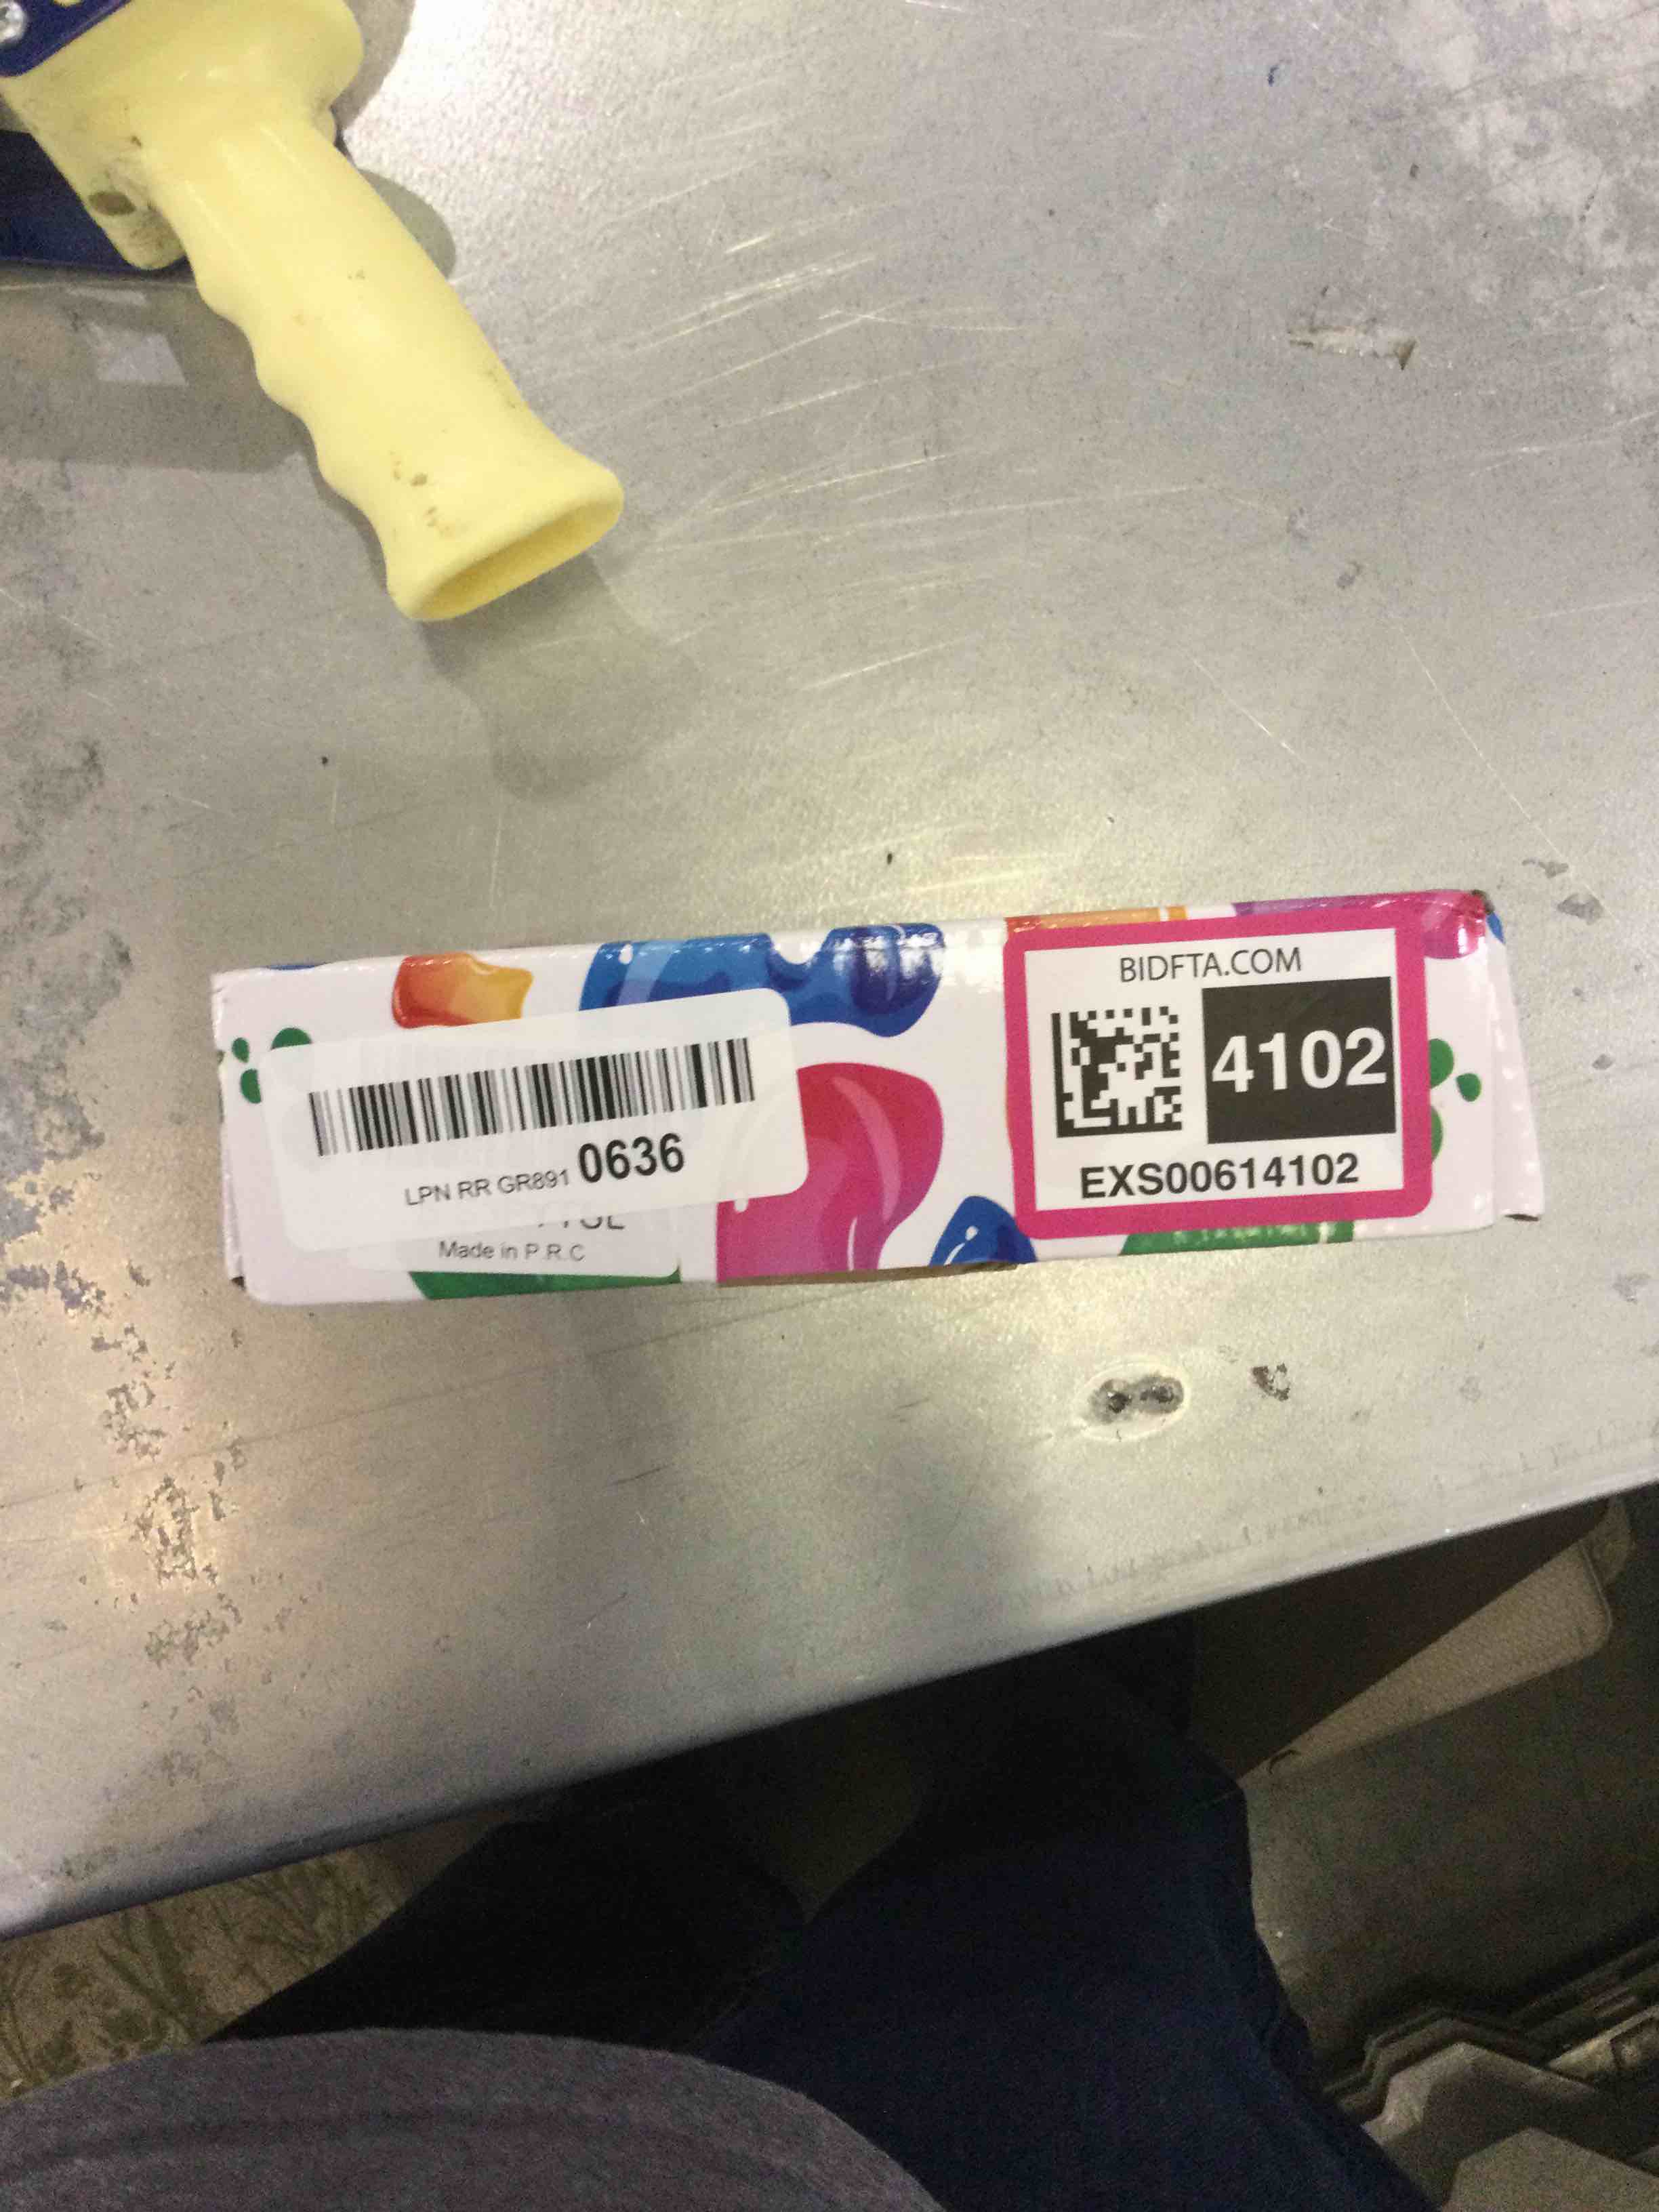 BIDFTA.COM
4102
EXS00614102
LPN RR GR891 0636
Made in P.R.C